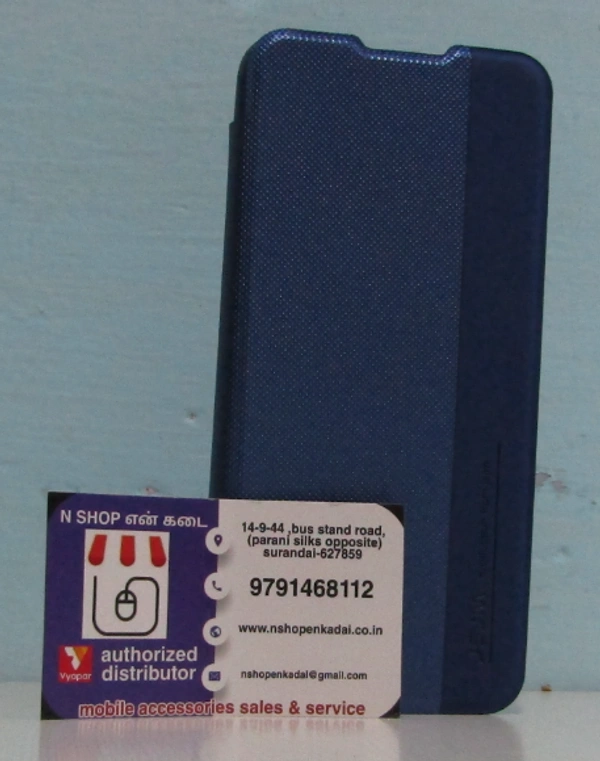 N SHOP என் கடை
Vyapar
authorized
distributor
14-9-44 ,bus stand road,
(parani silks opposite)
surandai-627859
9791468112
www.nshopenkadai.co.in
nshopenkadai@gmail.com
mobile accessories sales & service